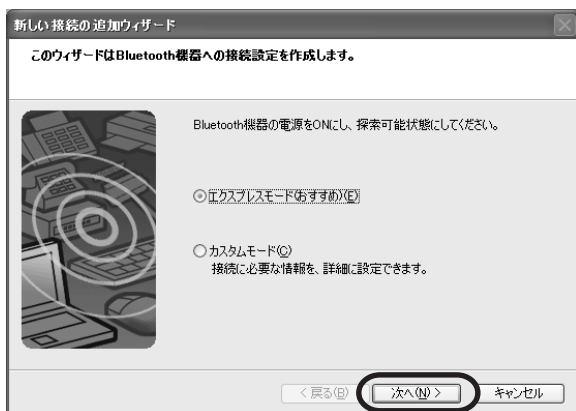 新しい接続の追加ウィザード
このウィザードはBluetooth機器への接続設定を作成します。
Bluetooth機器の電源をONにし、探索可能状態にしてください。
エクスプレスモード(おすすめ)(E)
カスタムモード(C)
接続に必要な情報を、詳細に設定できます。
< 戻る(B) 次へ(N) > キャンセル